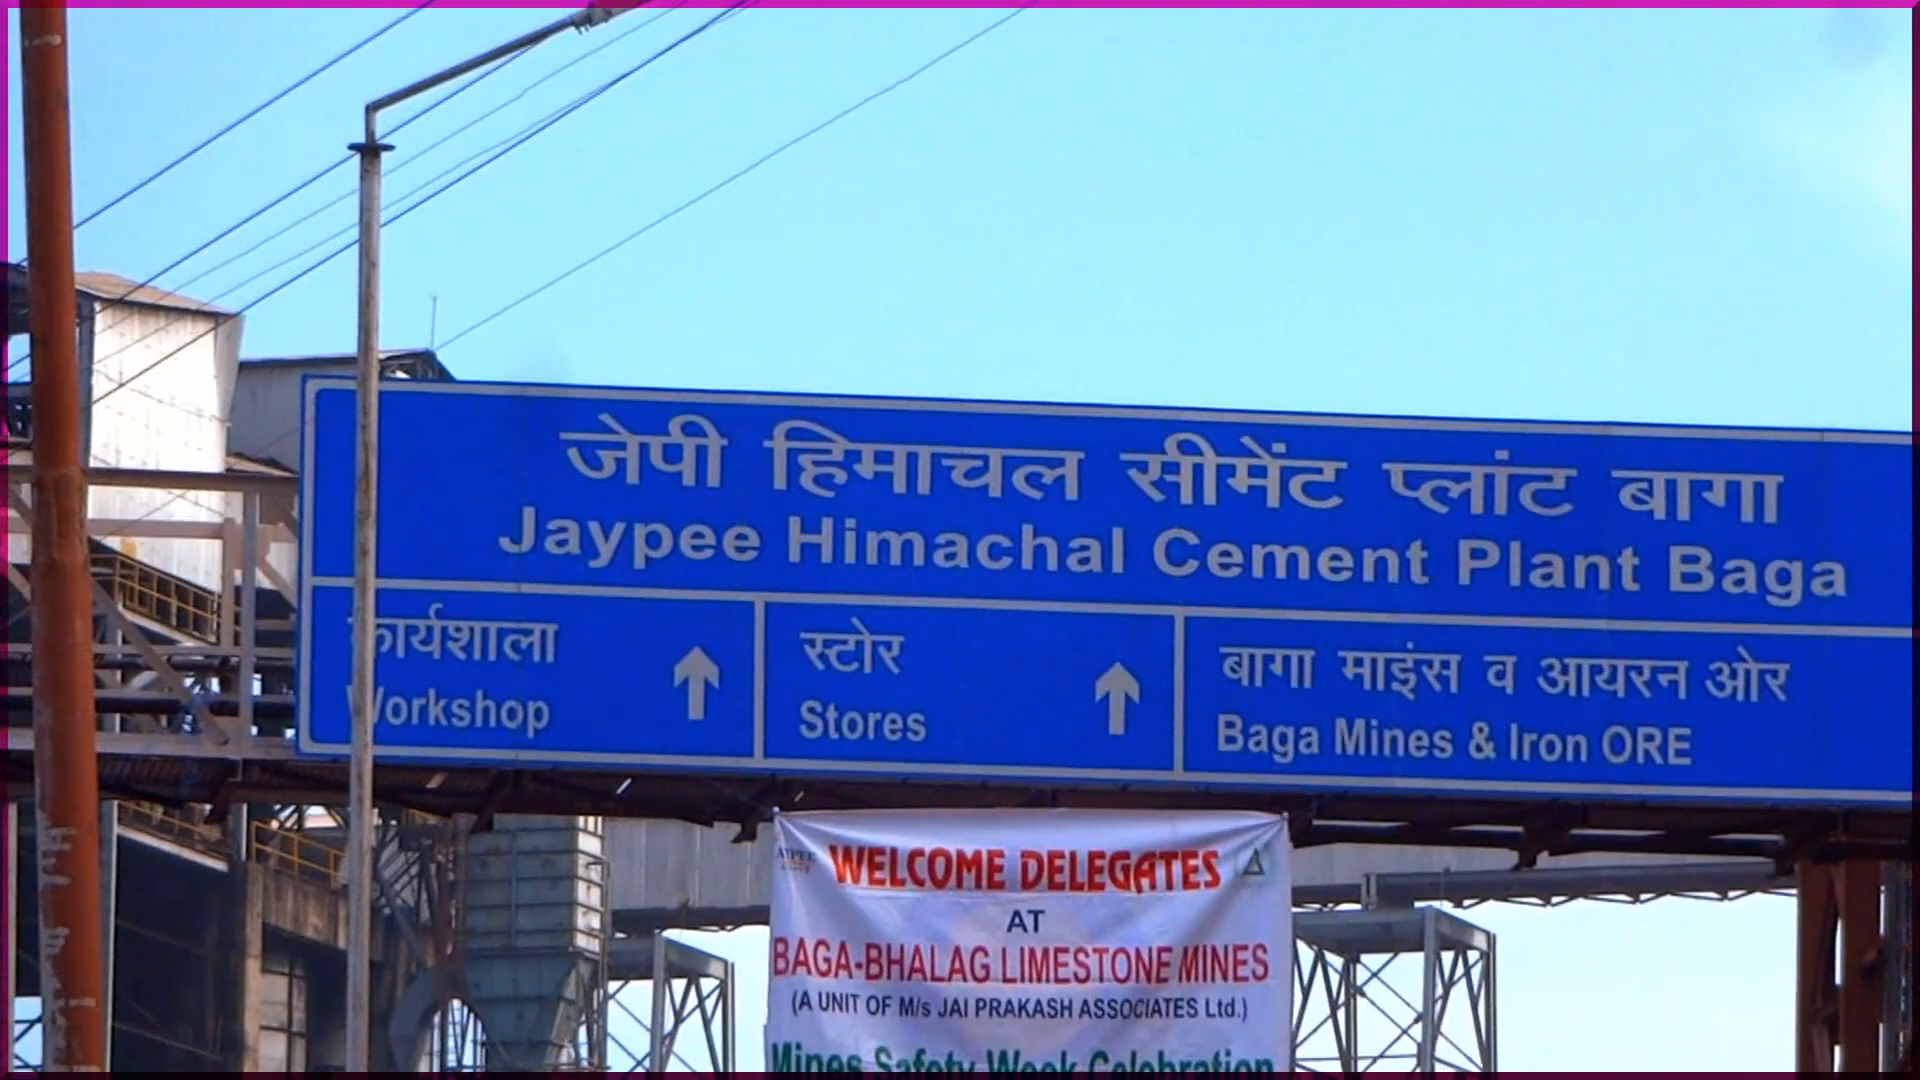 जेपी हिमाचल सीमेंट प्लांट बागा
Jaypee Himachal Cement Plant Baga
कार्यशाला
Workshop
स्टोर
Stores
बागा माइंस व आयरन ओर
Baga Mines & Iron ORE
WELCOME DELEGATES
AT
BAGA-BHALAG LIMESTONE MINES
(A UNIT OF M/s JAI PRAKASH ASSOCIATES Ltd.)
Mines Safety Week Celebration